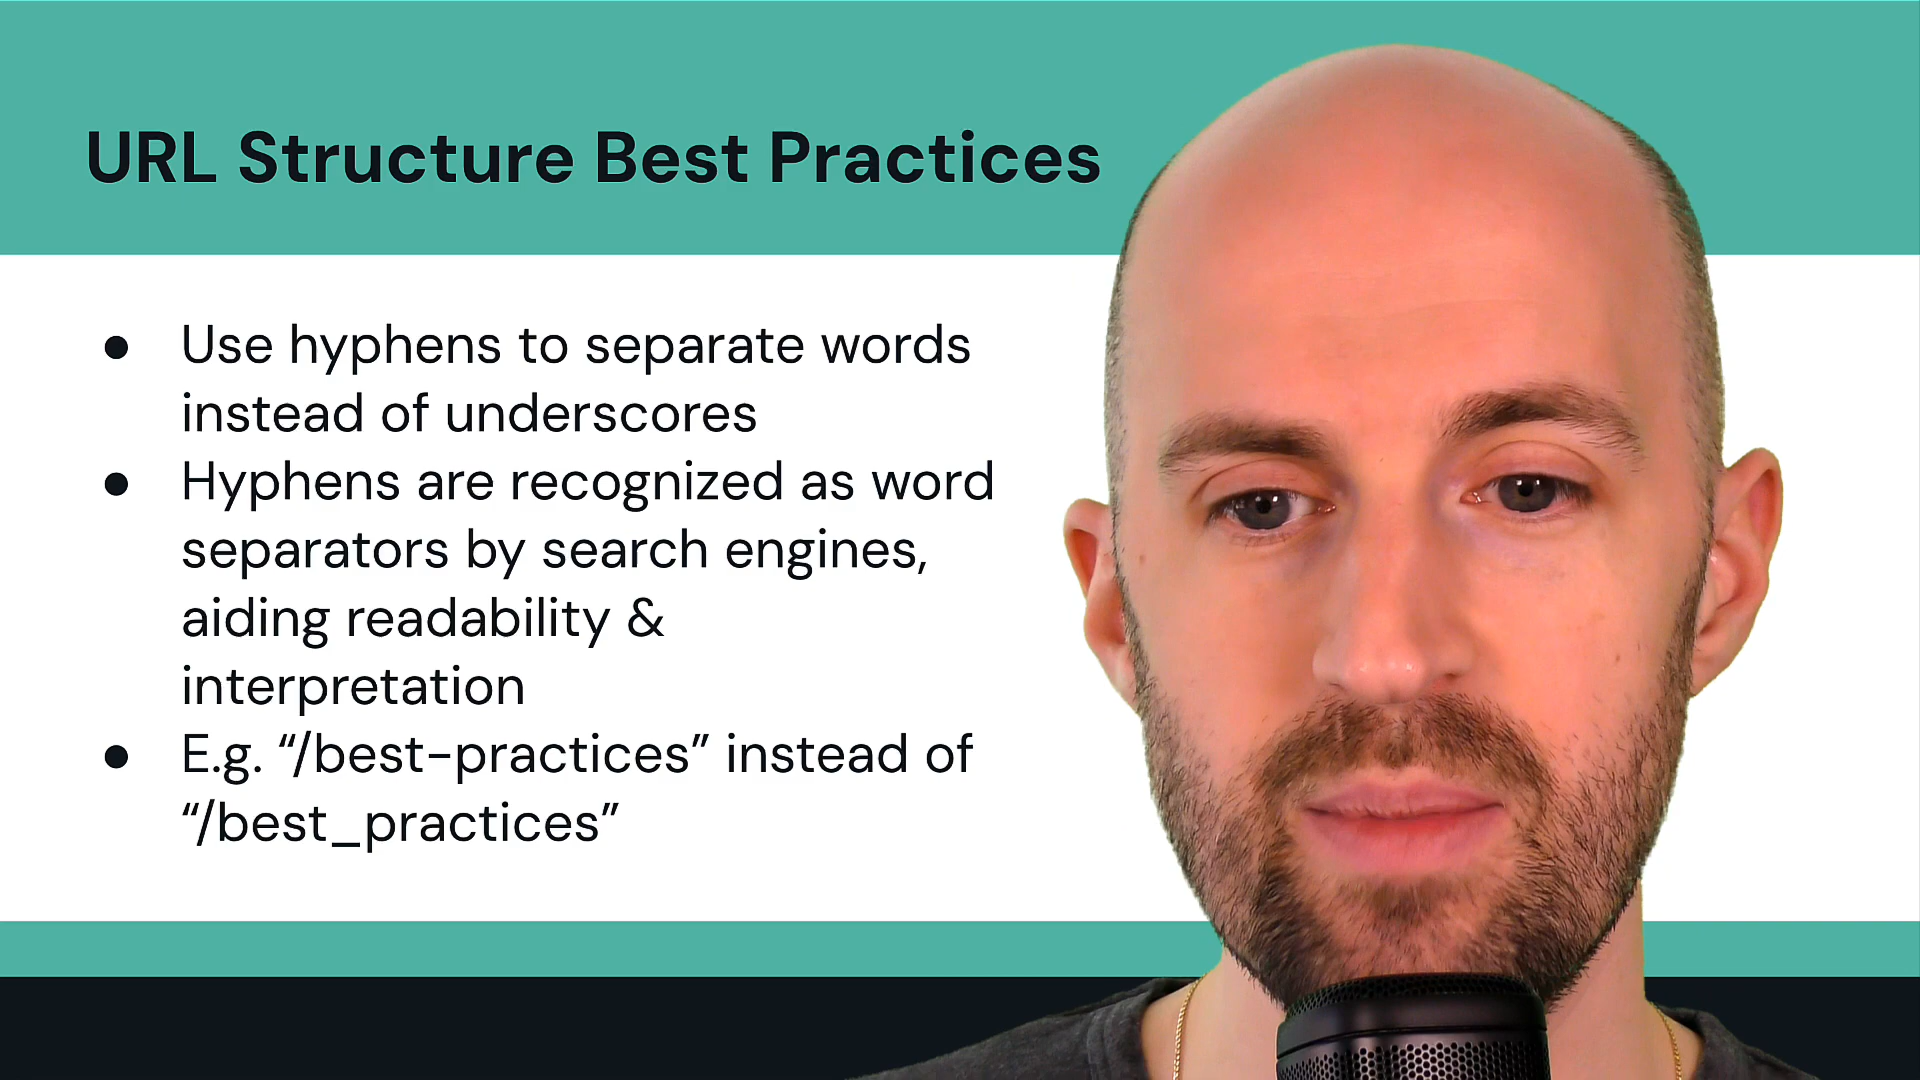 URL Structure Best Practices
● Use hyphens to separate words
instead of underscores
● Hyphens are recognized as word
separators by search engines,
aiding readability &
interpretation
● E.g. “/best-practices” instead of
“/best_practices”